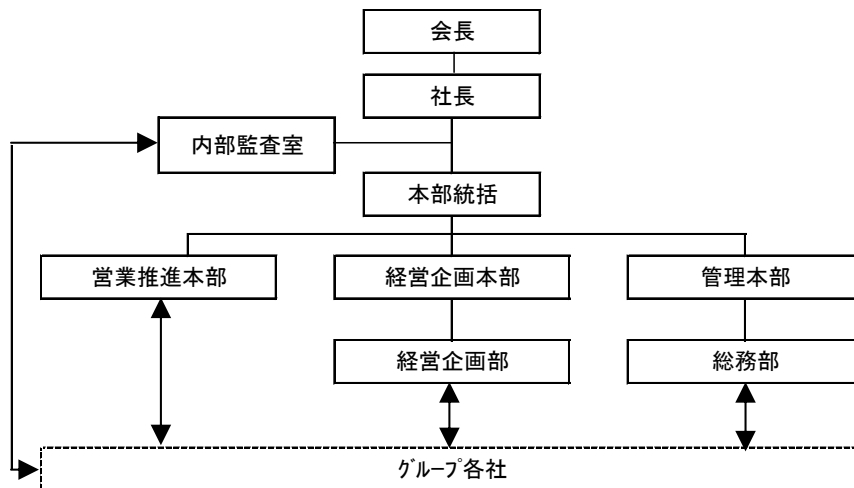 会長
社長
内部監査室
本部統括
営業推進本部
経営企画本部
管理本部
経営企画部
総務部
ｸﾞﾙｰﾌﾟ各社